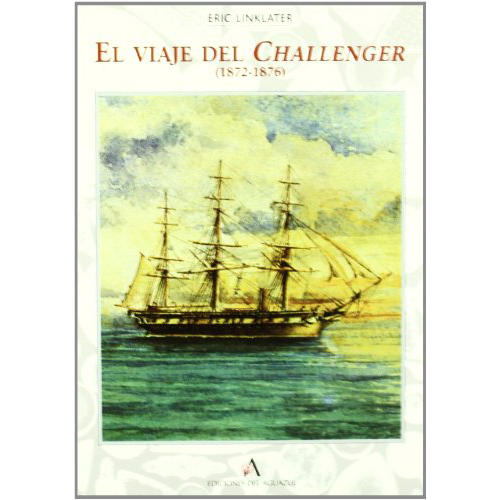 ERIC LINKLATER
EL VIAJE DEL CHALLENGER
(1872-1876)
A
EDICIONES DEL AGUAZUL